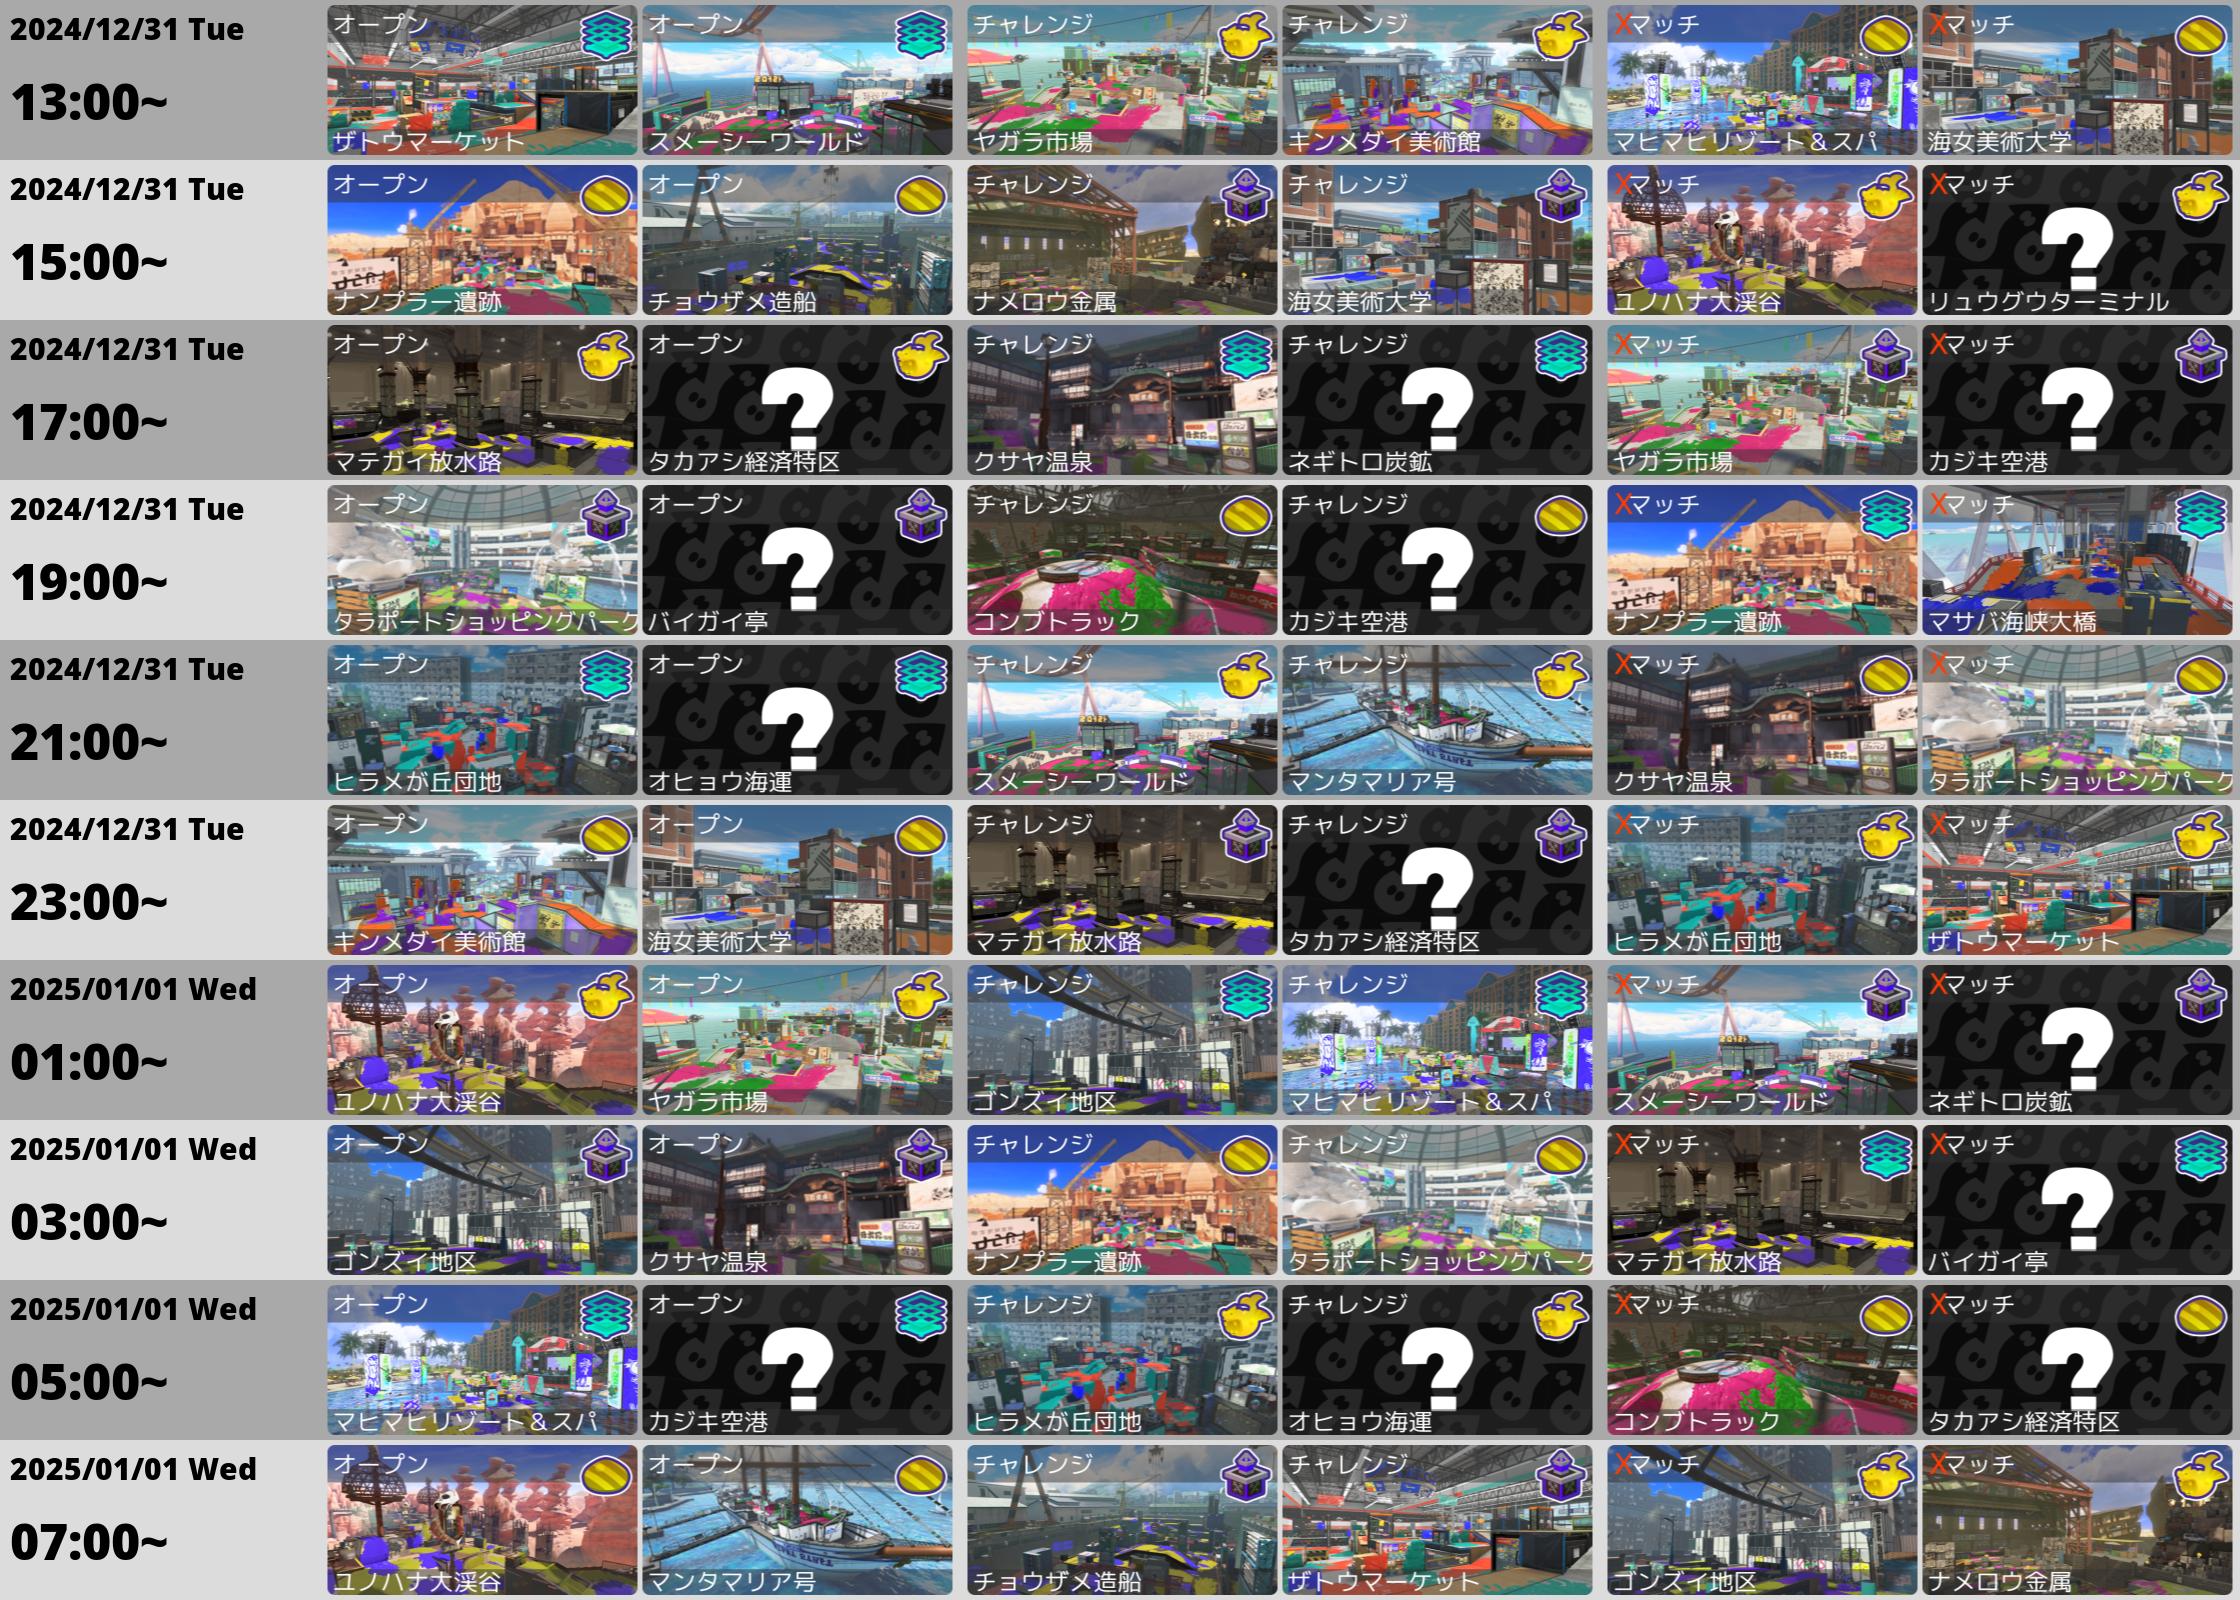 2024/12/31 Tue
13:00~
オープン
ザトウマーケット
オープン
スメーシーワールド
チャレンジ
ヤガラ市場
チャレンジ
キンメダイ美術館
Xマッチ
マヒマヒリゾート&スパ
Xマッチ
海女美術大学
2024/12/31 Tue
15:00~
オープン
ナンプラー遺跡
オープン
チョウザメ造船
チャレンジ
ナメロウ金属
チャレンジ
海女美術大学
Xマッチ
ユノハナ大渓谷
Xマッチ
?
リュウグウターミナル
2024/12/31 Tue
17:00~
オープン
マテガイ放水路
オープン
?
タカアシ経済特区
チャレンジ
クサヤ温泉
チャレンジ
?
ネギトロ炭鉱
Xマッチ
ヤガラ市場
Xマッチ
?
カジキ空港
2024/12/31 Tue
19:00~
オープン
タラポートショッピングパーク
オープン
?
バイガイ亭
チャレンジ
コンブトラック
チャレンジ
?
カジキ空港
Xマッチ
ナンプラー遺跡
Xマッチ
マサバ海峡大橋
2024/12/31 Tue
21:00~
オープン
ヒラメが丘団地
オープン
?
オヒョウ海運
チャレンジ
スメーシーワールド
チャレンジ
マンタマリア号
Xマッチ
クサヤ温泉
Xマッチ
タラポートショッピングパーク
2024/12/31 Tue
23:00~
オープン
キンメダイ美術館
オープン
海女美術大学
チャレンジ
マテガイ放水路
チャレンジ
?
タカアシ経済特区
Xマッチ
ヒラメが丘団地
Xマッチ
ザトウマーケット
2025/01/01 Wed
01:00~
オープン
ユノハナ大渓谷
オープン
ヤガラ市場
チャレンジ
ゴンズイ地区
チャレンジ
マヒマヒリゾート&スパ
Xマッチ
スメーシーワールド
Xマッチ
?
ネギトロ炭鉱
2025/01/01 Wed
03:00~
オープン
ゴンズイ地区
オープン
クサヤ温泉
チャレンジ
ナンプラー遺跡
チャレンジ
タラポートショッピングパーク
Xマッチ
マテガイ放水路
Xマッチ
?
バイガイ亭
2025/01/01 Wed
05:00~
オープン
マヒマヒリゾート&スパ
オープン
?
カジキ空港
チャレンジ
ヒラメが丘団地
チャレンジ
?
オヒョウ海運
Xマッチ
コンブトラック
Xマッチ
?
タカアシ経済特区
2025/01/01 Wed
07:00~
オープン
ユノハナ大渓谷
オープン
マンタマリア号
チャレンジ
チョウザメ造船
チャレンジ
ザトウマーケット
Xマッチ
ゴンズイ地区
Xマッチ
ナメロウ金属